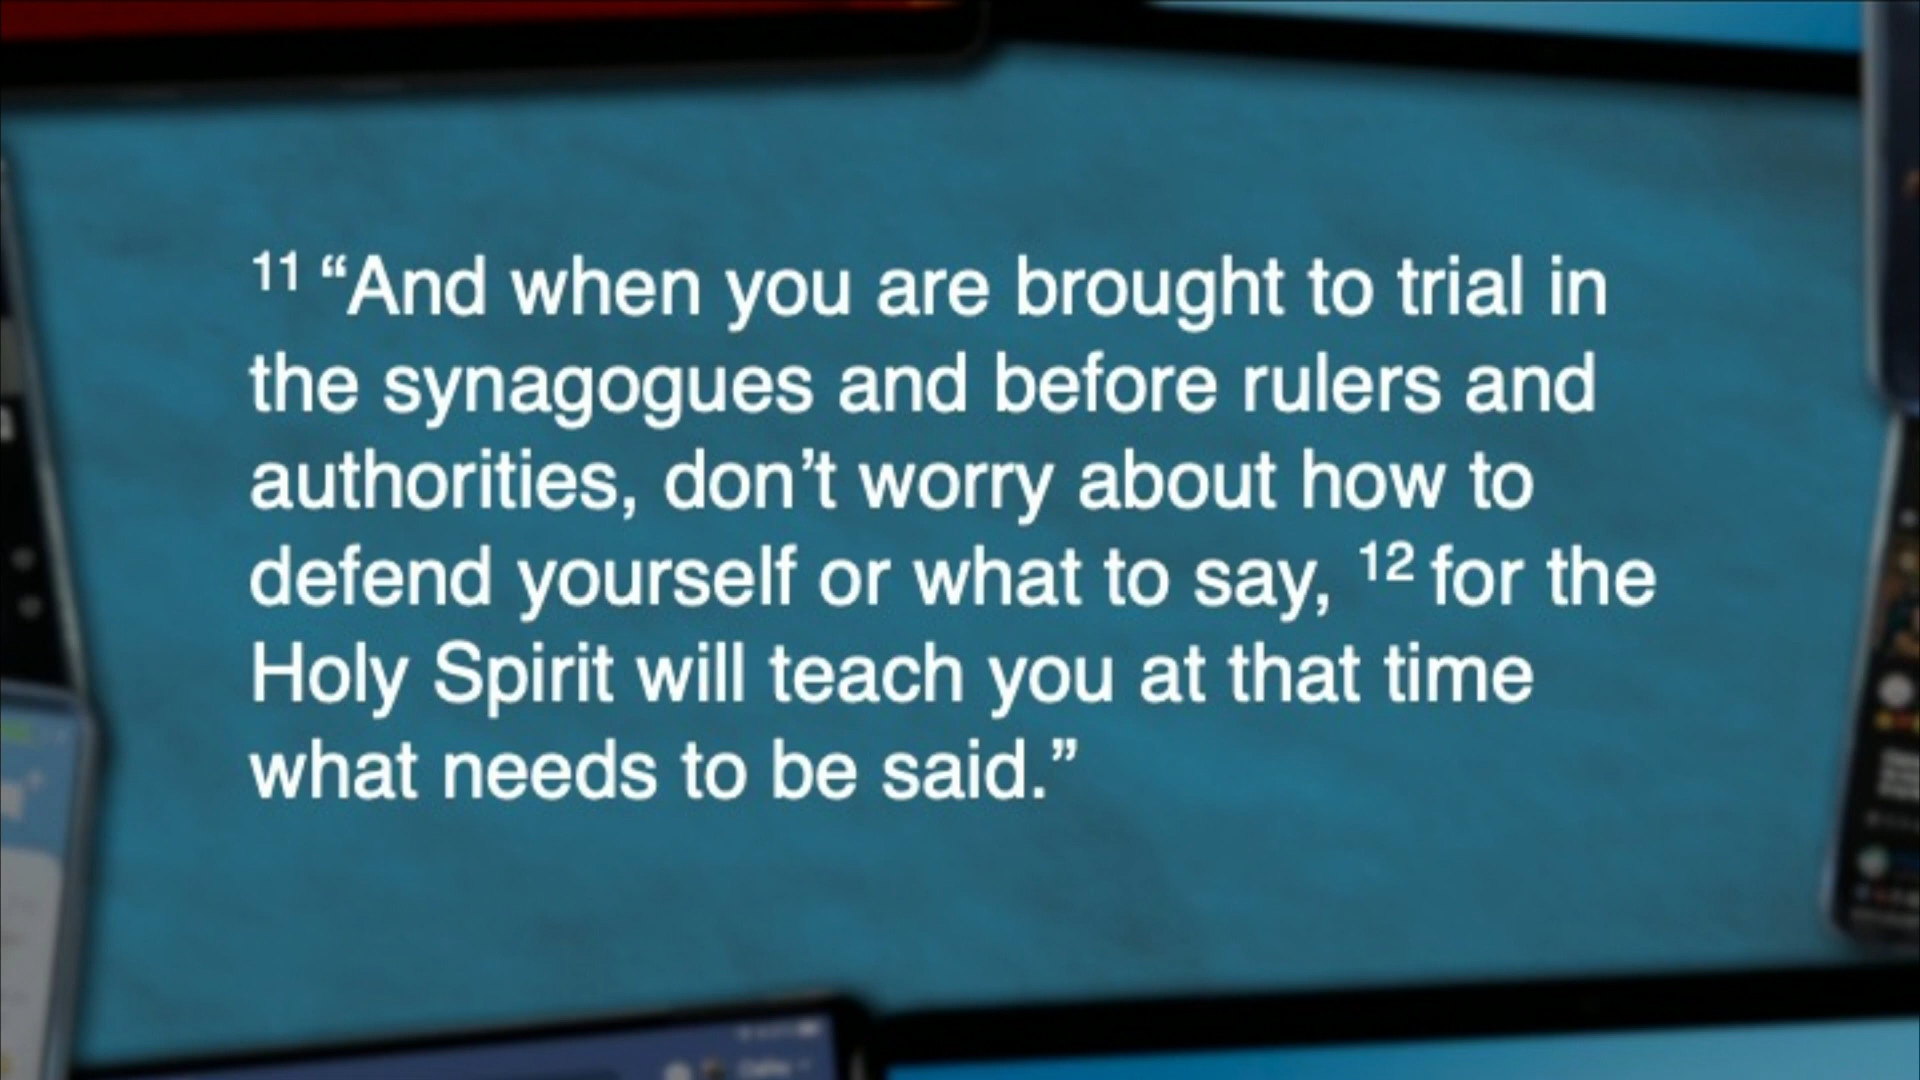 11 “And when you are brought to trial in
the synagogues and before rulers and
authorities, don’t worry about how to
defend yourself or what to say, 12 for the
Holy Spirit will teach you at that time
what needs to be said.”